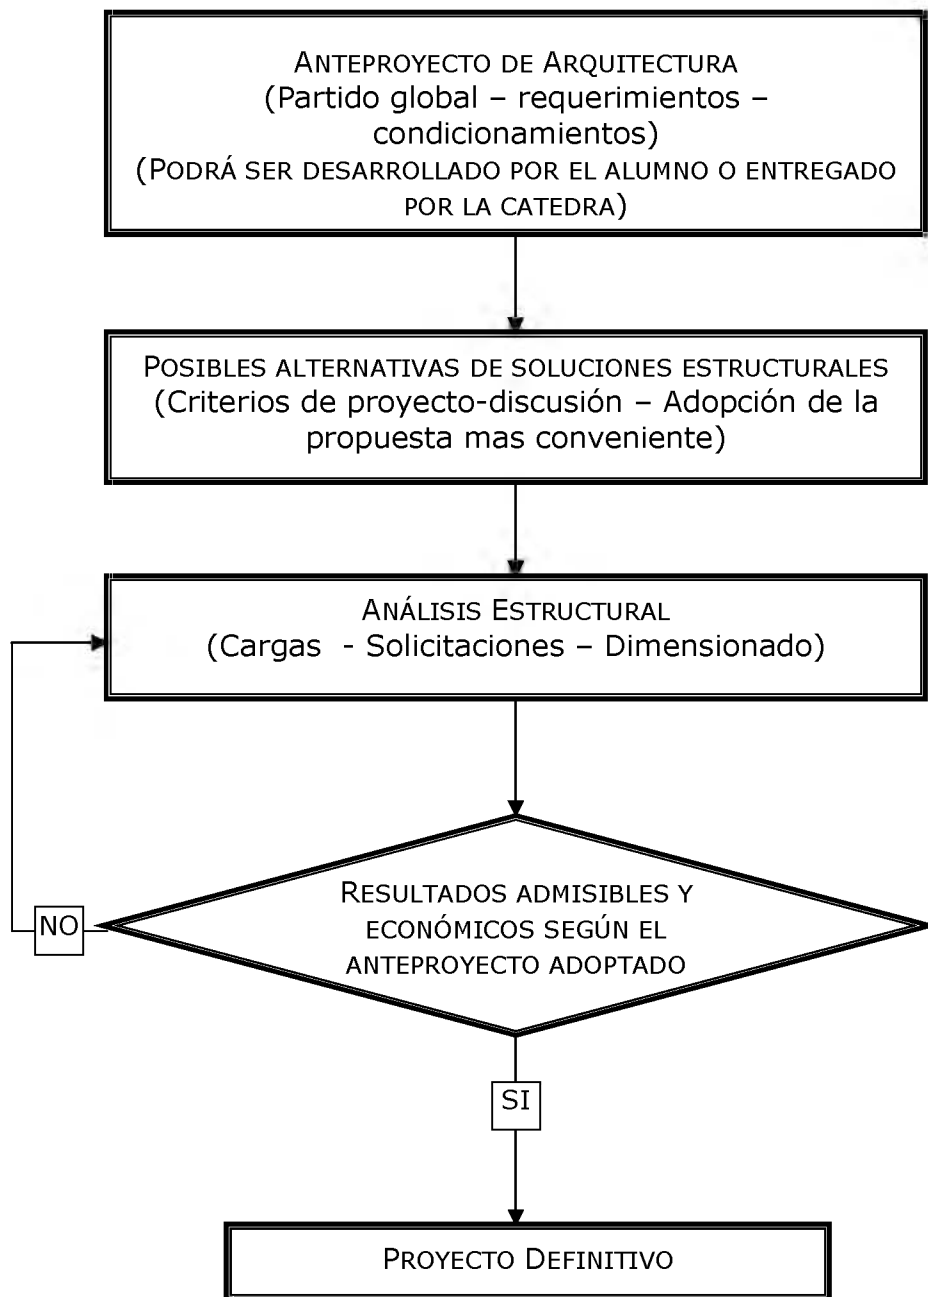 ANTEPROYECTO DE ARQUITECTURA
(Partido global – requerimientos –
condicionamientos)
(PODRÁ SER DESARROLLADO POR EL ALUMNO O ENTREGADO
POR LA CATEDRA)
POSIBLES ALTERNATIVAS DE SOLUCIONES ESTRUCTURALES
(Criterios de proyecto-discusión – Adopción de la
propuesta mas conveniente)
ANÁLISIS ESTRUCTURAL
(Cargas - Solicitaciones – Dimensionado)
RESULTADOS ADMISIBLES Y
ECONÓMICOS SEGÚN EL
ANTEPROYECTO ADOPTADO
NO
SI
PROYECTO DEFINITIVO